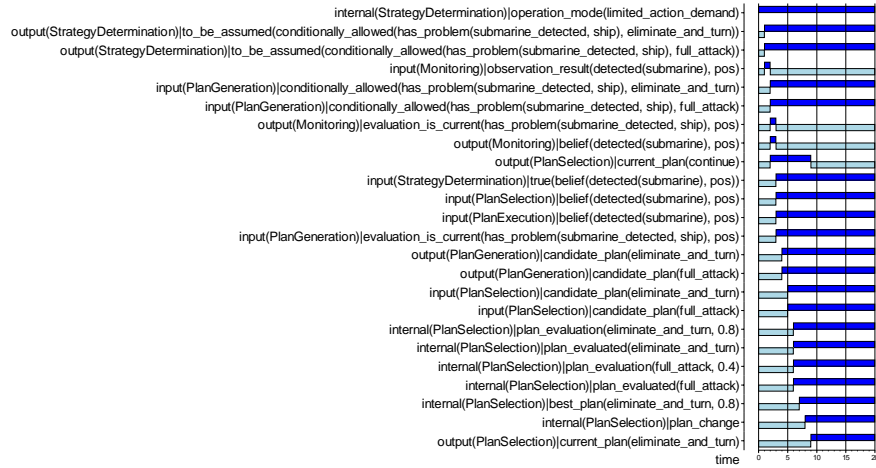 internal(StrategyDetermination)|operation_mode(limited_action_demand)
output(StrategyDetermination)|to_be_assumed(conditionally_allowed(has_problem(submarine_detected, ship), eliminate_and_turn))
output(StrategyDetermination)|to_be_assumed(conditionally_allowed(has_problem(submarine_detected, ship), full_attack))
input(Monitoring)|observation_result(detected(submarine), pos)
input(PlanGeneration)|conditionally_allowed(has_problem(submarine_detected, ship), eliminate_and_turn)
input(PlanGeneration)|conditionally_allowed(has_problem(submarine_detected, ship), full_attack)
output(Monitoring)|evaluation_is_current(has_problem(submarine_detected, ship), pos)
output(Monitoring)|belief(detected(submarine), pos)
output(PlanSelection)|current_plan(continue)
input(StrategyDetermination)|true(belief(detected(submarine), pos))
input(PlanSelection)|belief(detected(submarine), pos)
input(PlanExecution)|belief(detected(submarine), pos)
input(PlanGeneration)|evaluation_is_current(has_problem(submarine_detected, ship), pos)
output(PlanGeneration)|candidate_plan(eliminate_and_turn)
output(PlanGeneration)|candidate_plan(full_attack)
input(PlanSelection)|candidate_plan(eliminate_and_turn)
input(PlanSelection)|candidate_plan(full_attack)
internal(PlanSelection)|plan_evaluation(eliminate_and_turn, 0.8)
internal(PlanSelection)|plan_evaluated(eliminate_and_turn)
internal(PlanSelection)|plan_evaluation(full_attack, 0.4)
internal(PlanSelection)|plan_evaluated(full_attack)
internal(PlanSelection)|best_plan(eliminate_and_turn, 0.8)
internal(PlanSelection)|plan_change
output(PlanSelection)|current_plan(eliminate_and_turn)
time 0 5 10 15